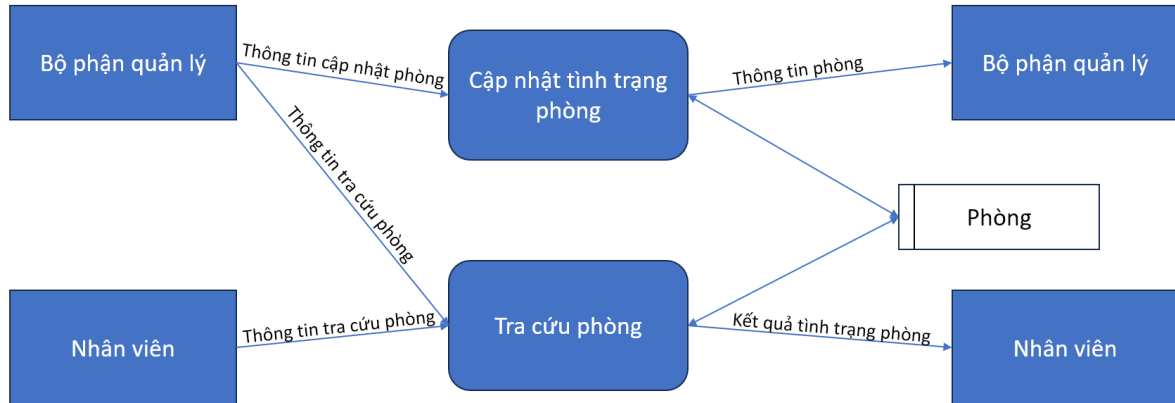 Bộ phận quản lý
Thông tin cập nhật phòng
Cập nhật tình trạng
phòng
Thông tin phòng
Bộ phận quản lý
Thông tin tra cứu phòng
Phòng
Nhân viên
Thông tin tra cứu phòng
Tra cứu phòng
Kết quả tình trạng phòng
Nhân viên